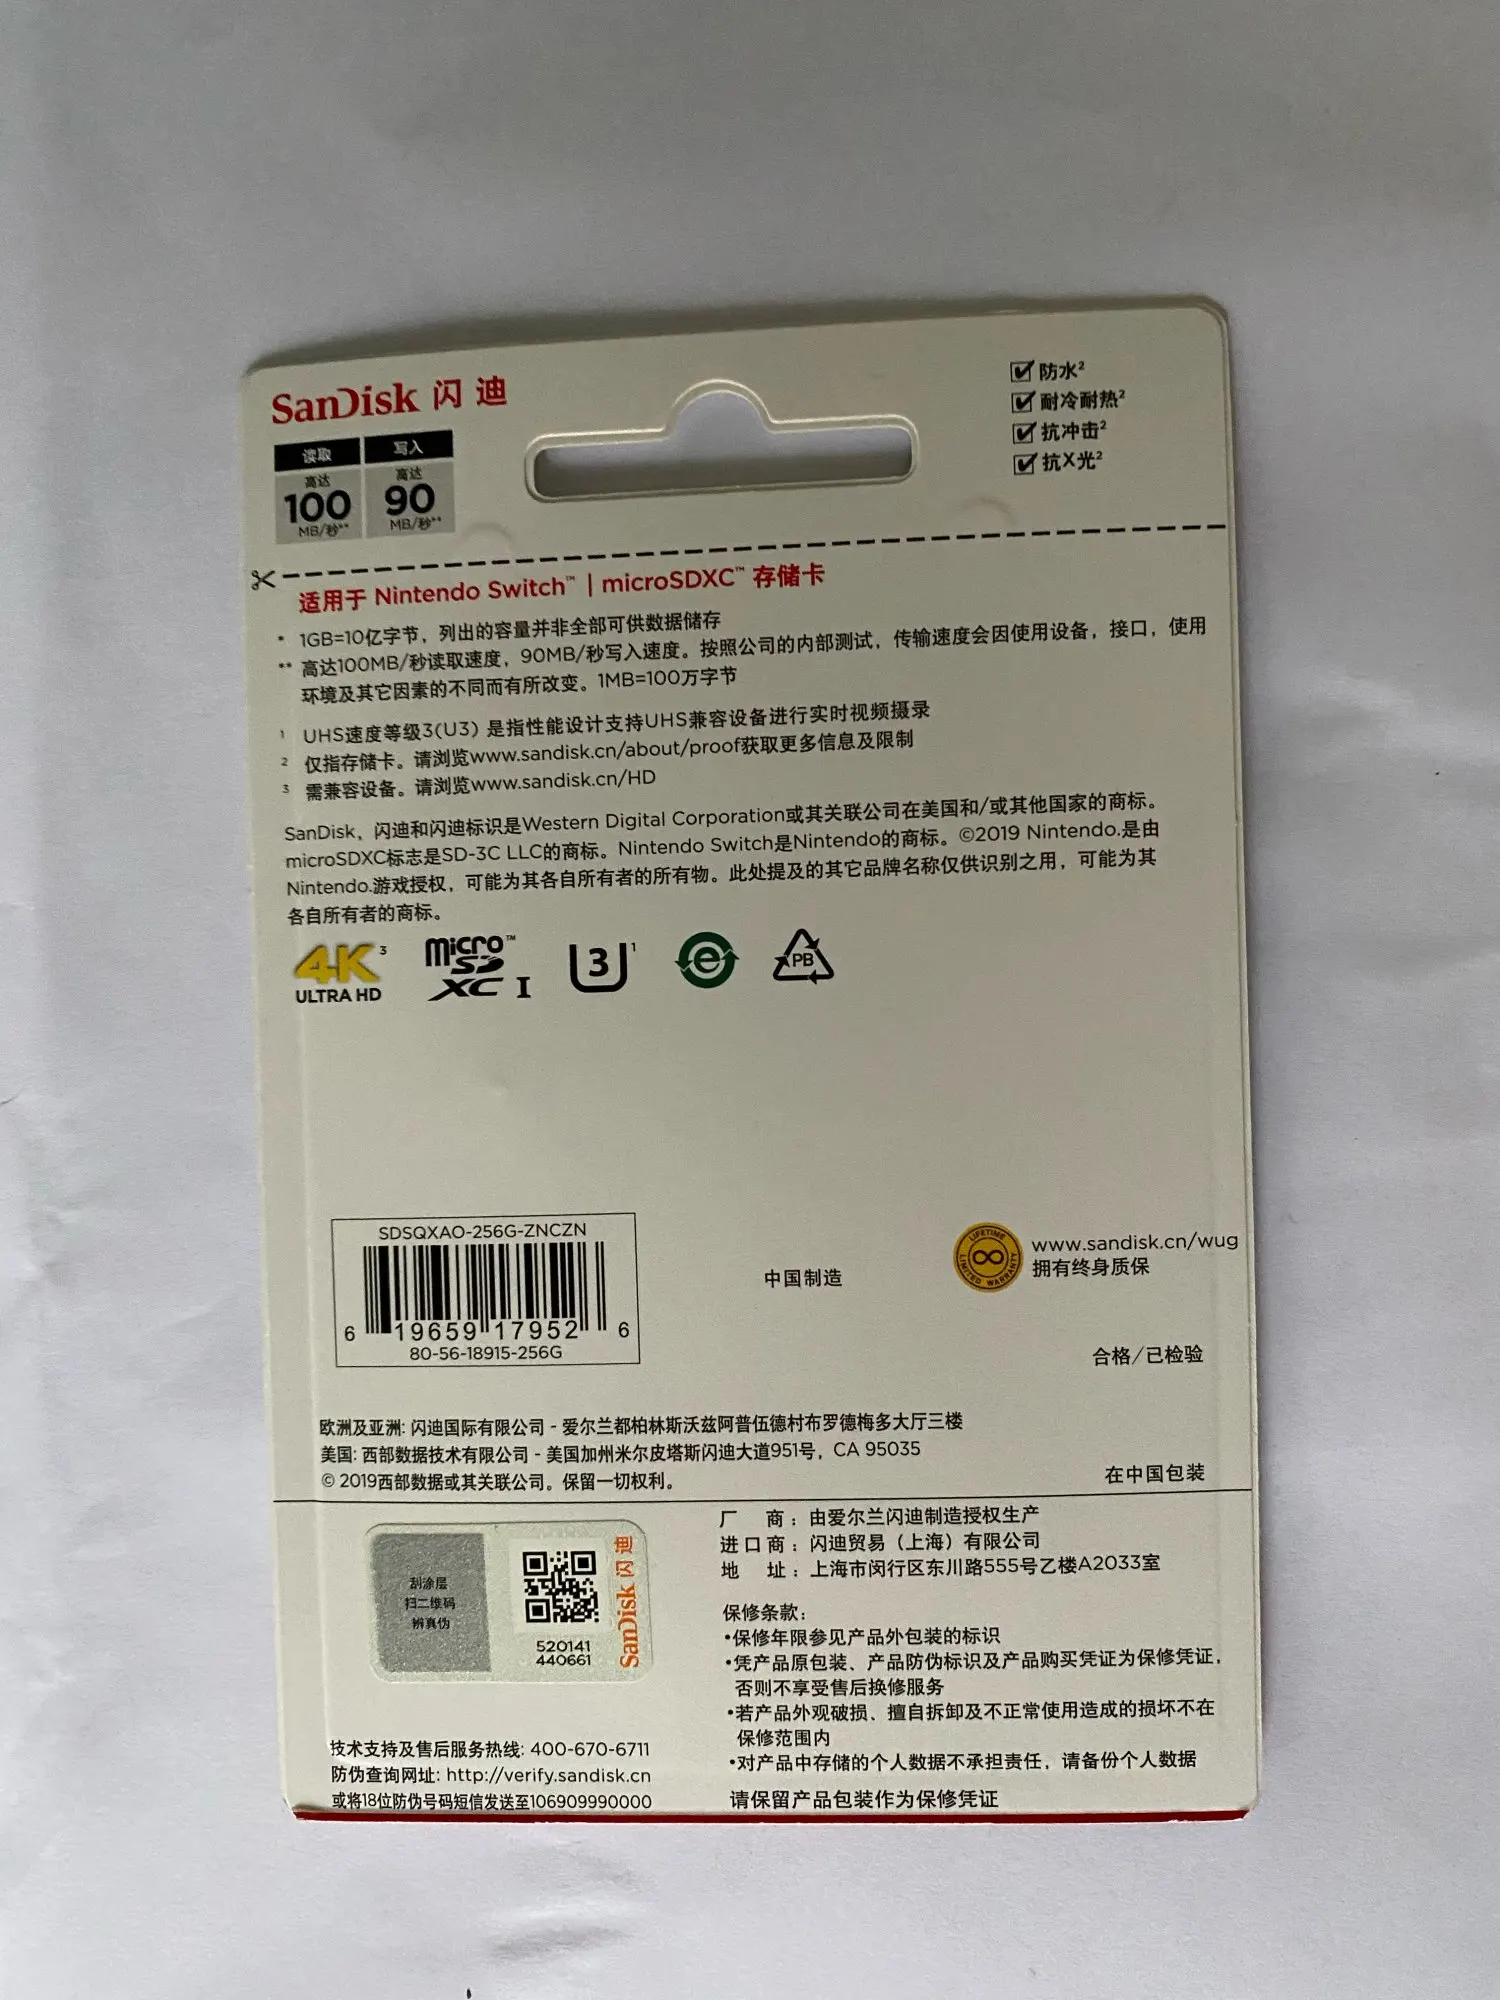 SanDisk 闪迪
读取 写入
高达 高达
100 90
MB/秒** MB/秒**
防水²
耐冷耐热²
抗冲击²
抗X光²
适用于 Nintendo Switch™ | microSDXC™ 存储卡
* 1GB=10亿字节，列出的容量并非全部可供数据储存
** 高达100MB/秒读取速度，90MB/秒写入速度。按照公司的内部测试，传输速度会因使用设备，接口，使用
环境及其它因素的不同而有所改变。1MB=100万字节
¹ UHS速度等级3(U3) 是指性能设计支持UHS兼容设备进行实时视频摄录
² 仅指存储卡。请浏览www.sandisk.cn/about/proof获取更多信息及限制
³ 需兼容设备。请浏览www.sandisk.cn/HD
SanDisk，闪迪和闪迪标识是Western Digital Corporation或其关联公司在美国和/或其他国家的商标。
microSDXC标志是SD-3C LLC的商标。Nintendo Switch是Nintendo的商标。©2019 Nintendo.是由
Nintendo.游戏授权，可能为其各自所有者的所有物。此处提及的其它品牌名称仅供识别之用，可能为其
各自所有者的商标。
4K³
ULTRA HD
micro™
SD
XC I
3¹
e
PB
SDSQXAO-256G-ZNCZN
6 19659 17952 6
80-56-18915-256G
中国制造
LIFETIME
LIMITED WARRANTY
www.sandisk.cn/wug
拥有终身质保
合格/已检验
欧洲及亚洲: 闪迪国际有限公司 - 爱尔兰都柏林斯沃兹阿普伍德村布罗德梅多大厅三楼
美国: 西部数据技术有限公司 - 美国加州米尔皮塔斯闪迪大道951号，CA 95035
© 2019西部数据或其关联公司。保留一切权利。
在中国包装
刮涂层
扫二维码
辨真伪
520141
440661
SanDisk 闪迪
技术支持及售后服务热线: 400-670-6711
防伪查询网址: http://verify.sandisk.cn
或将18位防伪号码短信发送至106909990000
厂 商：由爱尔兰闪迪制造授权生产
进口商：闪迪贸易（上海）有限公司
地 址：上海市闵行区东川路555号乙楼A2033室
保修条款：
•保修年限参见产品外包装的标识
•凭产品原包装、产品防伪标识及产品购买凭证为保修凭证，
否则不享受售后换修服务
•若产品外观破损、擅自拆卸及不正常使用造成的损坏不在
保修范围内
•对产品中存储的个人数据不承担责任，请备份个人数据
请保留产品包装作为保修凭证